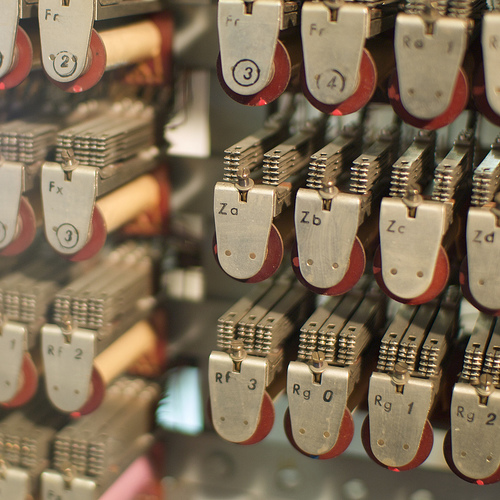 Fr 2
Fr 3
Fr 4
Fx 3
Za
Zb
Zc
Zd
Rf 2
Rf 3
Rg 0
Rg 1
Rg 2